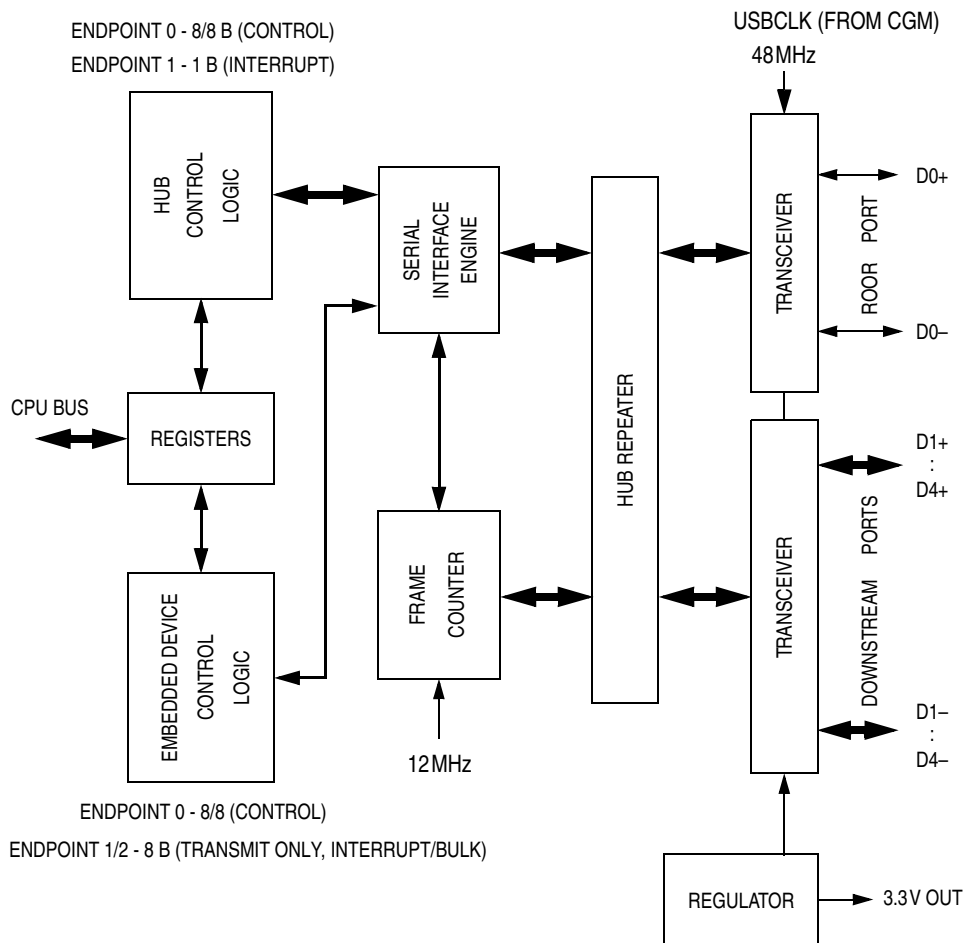 ENDPOINT 0 - 8/8 B (CONTROL)
ENDPOINT 1 - 1 B (INTERRUPT)
USBCLK (FROM CGM)
48MHz
HUB
CONTROL
LOGIC
SERIAL
INTERFACE
ENGINE
HUB REPEATER
TRANSCEIVER
ROOR PORT
D0+
D0–
CPU BUS
REGISTERS
EMBEDDED DEVICE
CONTROL
LOGIC
FRAME
COUNTER
12MHz
TRANSCEIVER
DOWNSTREAM PORTS
D1+
:
D4+
D1–
:
D4–
ENDPOINT 0 - 8/8 (CONTROL)
ENDPOINT 1/2 - 8 B (TRANSMIT ONLY, INTERRUPT/BULK)
REGULATOR
3.3V OUT